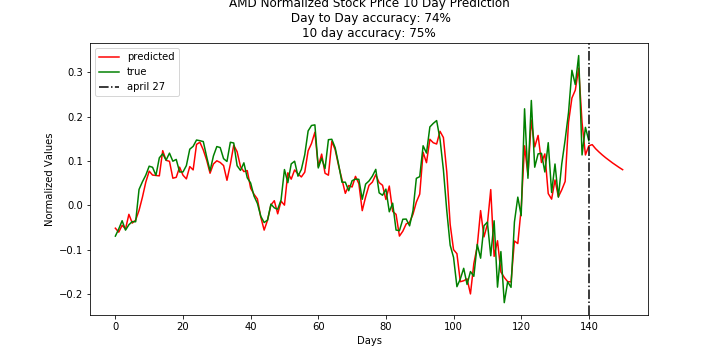 AMD Normalized Stock Price 10 Day Prediction
Day to Day accuracy: 74%
10 day accuracy: 75%
predicted
true
april 27
Normalized Values
0.3
0.2
0.1
0.0
−0.1
−0.2
0 20 40 60 80 100 120 140
Days